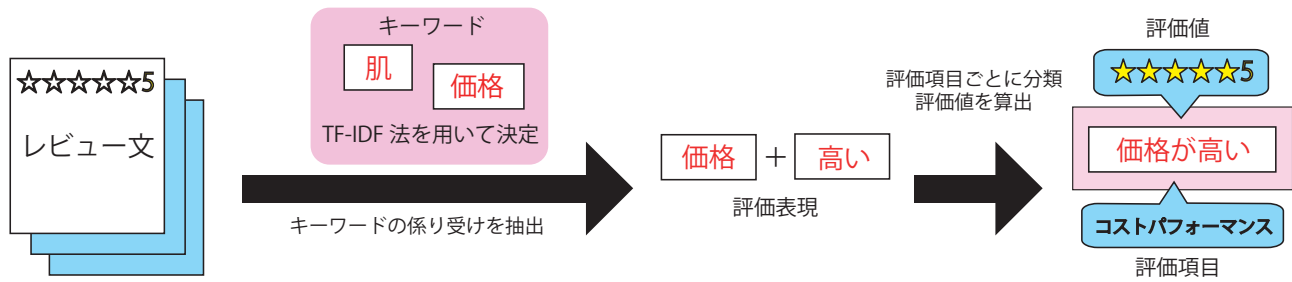 ☆☆☆☆☆5
レビュー文
キーワード
肌
価格
TF-IDF 法を用いて決定
キーワードの係り受けを抽出
価格 + 高い
評価表現
評価項目ごとに分類
評価値を算出
評価値
★★★★★5
価格が高い
コストパフォーマンス
評価項目